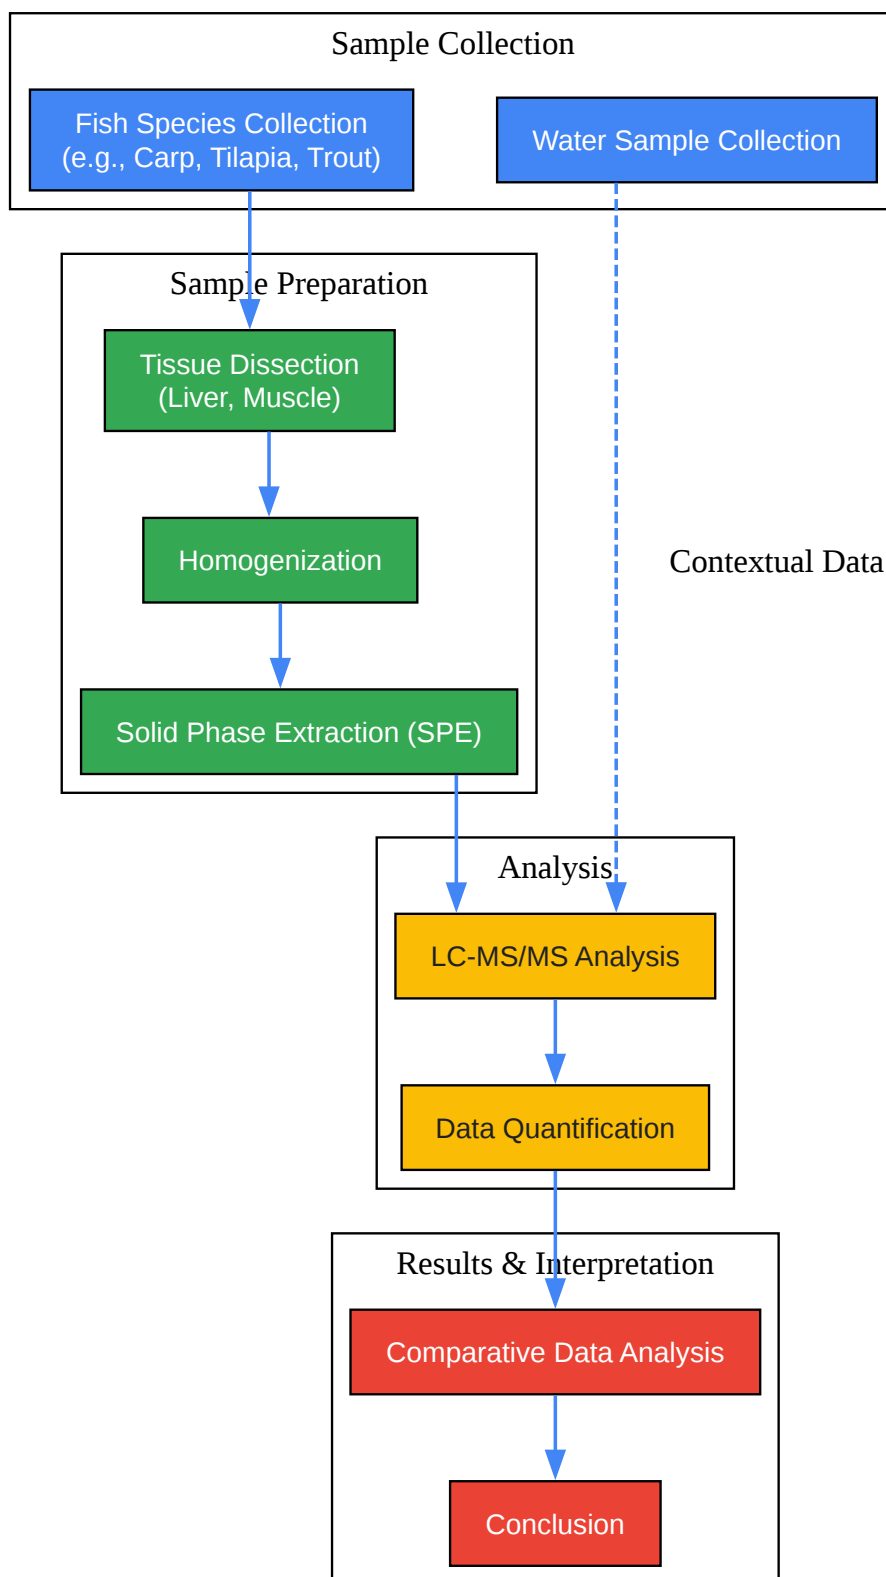 Sample Collection
Fish Species Collection
(e.g., Carp, Tilapia, Trout)
Water Sample Collection
Sample Preparation
Tissue Dissection
(Liver, Muscle)
Homogenization
Contextual Data
Solid Phase Extraction (SPE)
Analysis
LC-MS/MS Analysis
Data Quantification
Results & Interpretation
Comparative Data Analysis
Conclusion